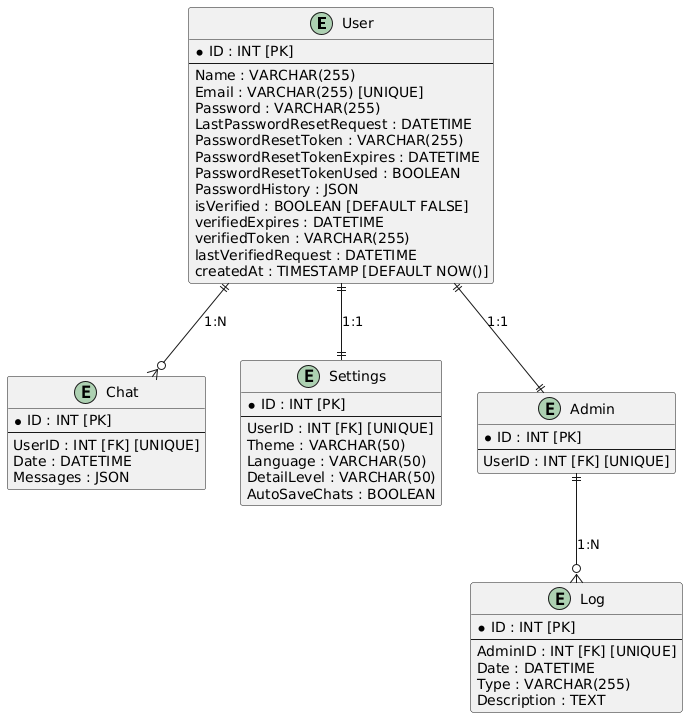 E User
* ID : INT [PK]
Name : VARCHAR(255)
Email : VARCHAR(255) [UNIQUE]
Password : VARCHAR(255)
LastPasswordResetRequest : DATETIME
PasswordResetToken : VARCHAR(255)
PasswordResetTokenExpires : DATETIME
PasswordResetTokenUsed : BOOLEAN
PasswordHistory : JSON
isVerified : BOOLEAN [DEFAULT FALSE]
verifiedExpires : DATETIME
verifiedToken : VARCHAR(255)
lastVerifiedRequest : DATETIME
createdAt : TIMESTAMP [DEFAULT NOW()]
1:N
1:1
1:1
E Chat
* ID : INT [PK]
UserID : INT [FK] [UNIQUE]
Date : DATETIME
Messages : JSON
E Settings
* ID : INT [PK]
UserID : INT [FK] [UNIQUE]
Theme : VARCHAR(50)
Language : VARCHAR(50)
DetailLevel : VARCHAR(50)
AutoSaveChats : BOOLEAN
E Admin
* ID : INT [PK]
UserID : INT [FK] [UNIQUE]
1:N
E Log
* ID : INT [PK]
AdminID : INT [FK] [UNIQUE]
Date : DATETIME
Type : VARCHAR(255)
Description : TEXT